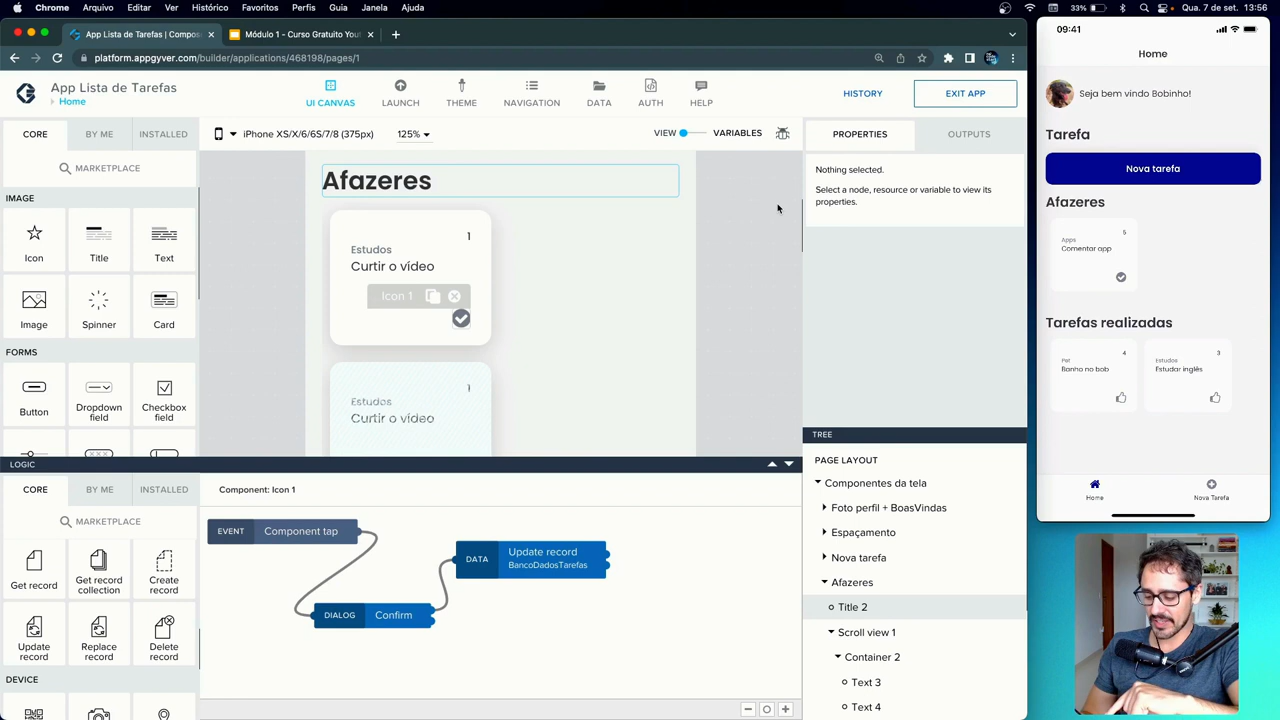 Chrome Arquivo Editar Ver Histórico Favoritos Perfis Guia Janela Ajuda
33% Qua. 7 de set. 13:56
App Lista de Tarefas | Compos
Módulo 1 - Curso Gratuito Yout
platform.appgyver.com/builder/applications/468198/pages/1
App Lista de Tarefas
Home
UI CANVAS
LAUNCH
THEME
NAVIGATION
DATA
AUTH
HELP
HISTORY
EXIT APP
CORE
BY ME
INSTALLED
MARKETPLACE
iPhone XS/X/6/6S/7/8 (375px)
125%
VIEW
VARIABLES
PROPERTIES
OUTPUTS
Nothing selected.
Select a node, resource or variable to view its
properties.
IMAGE
Icon
Title
Text
Image
Spinner
Card
FORMS
Button
Dropdown
field
Checkbox
field
Afazeres
1
Estudos
Curtir o vídeo
Icon 1
1
Estudos
Curtir o vídeo
LOGIC
CORE
BY ME
INSTALLED
MARKETPLACE
Get record
Get record
collection
Create
record
Update
record
Replace
record
Delete
record
DEVICE
Component: Icon 1
EVENT
Component tap
DATA
Update record
BancoDadosTarefas
DIALOG
Confirm
TREE
PAGE LAYOUT
Componentes da tela
Foto perfil + BoasVindas
Espaçamento
Nova tarefa
Afazeres
Title 2
Scroll view 1
Container 2
Text 3
Text 4
09:41
Home
Seja bem vindo Bobinho!
Tarefa
Nova tarefa
Afazeres
5
Apps
Comentar app
Tarefas realizadas
4
Pet
Banho no bob
3
Estudos
Estudar inglês
Home
Nova Tarefa